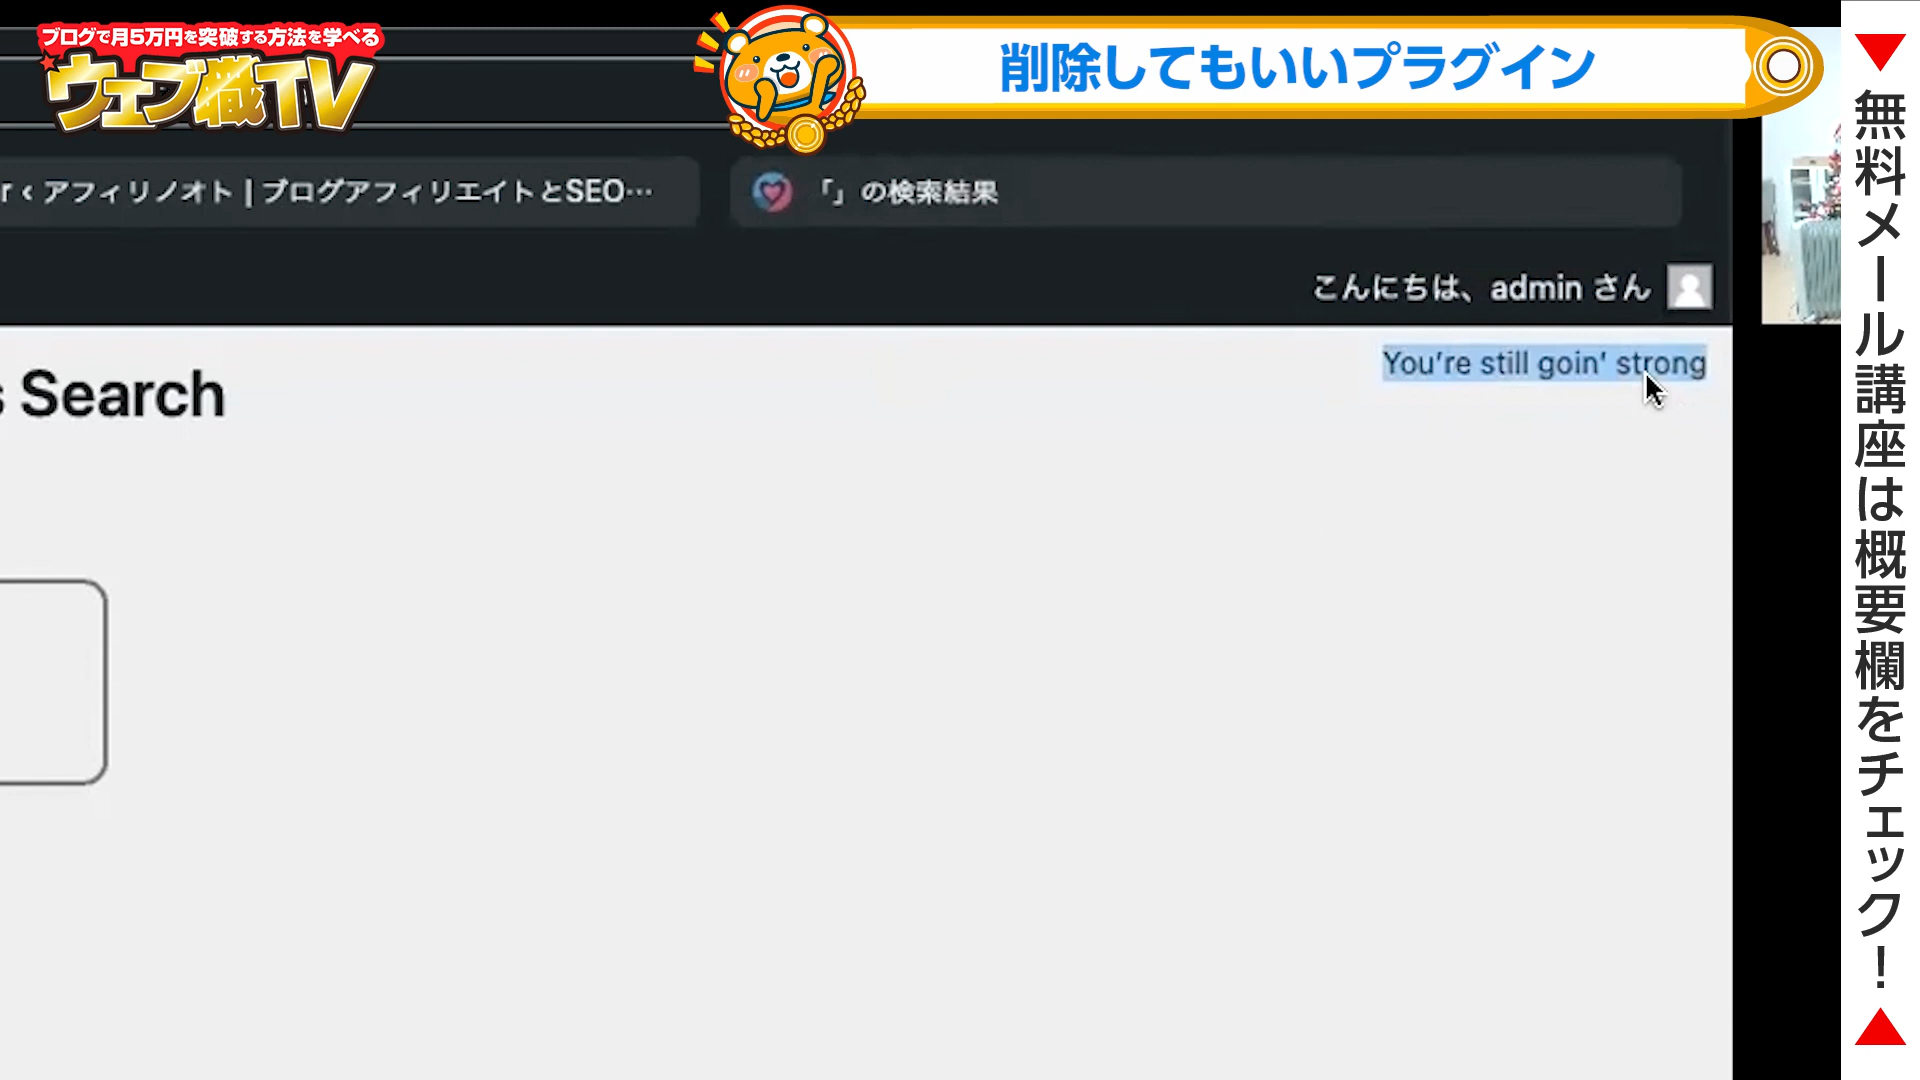 ブログで月5万円を突破する方法を学べる
ウェブ職TV
削除してもいいプラグイン
r ‹ アフィリノオト | ブログアフィリエイトとSEO…
「」の検索結果
こんにちは、admin さん
You're still goin' strong
s Search
無料メール講座は概要欄をチェック！